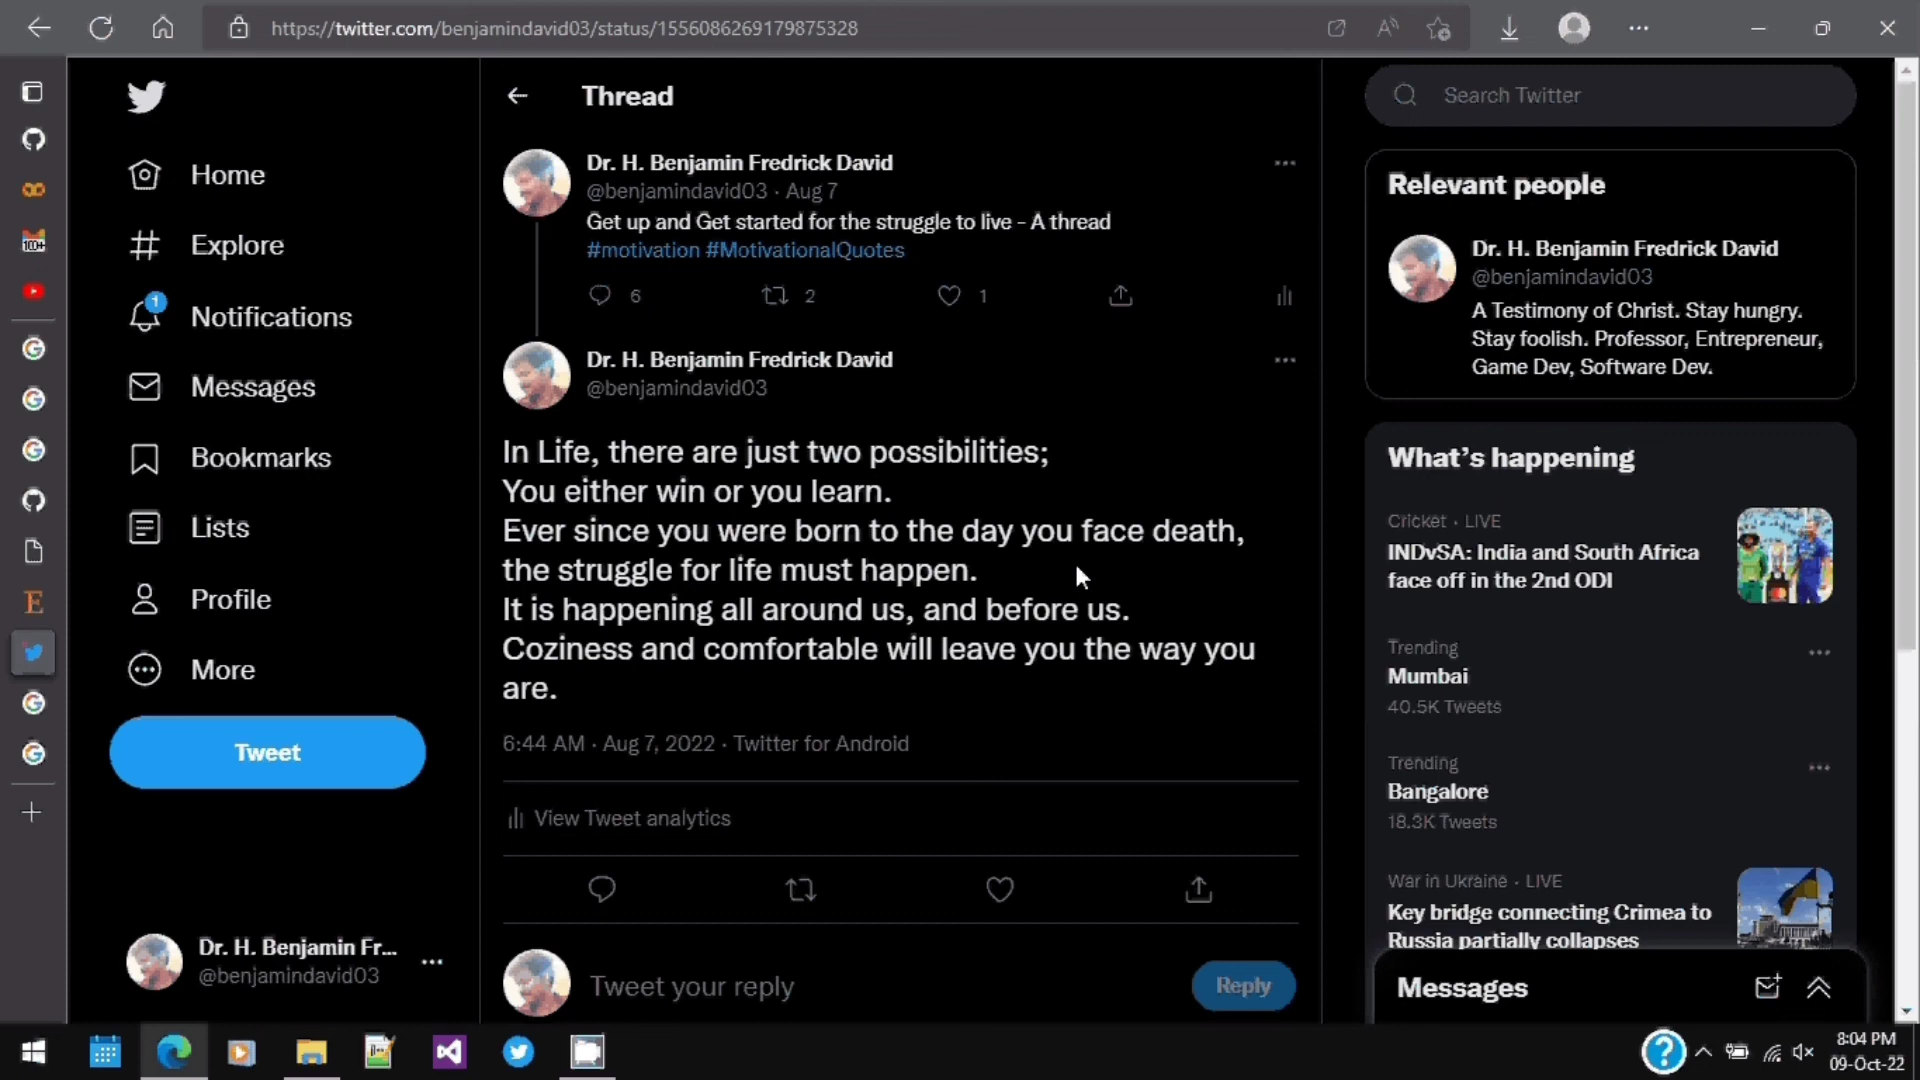 https://twitter.com/benjamindavid03/status/1556086269179875328
100+
E
Home
Explore
1
Notifications
Messages
Bookmarks
Lists
Profile
More
Tweet
Dr. H. Benjamin Fr...
@benjamindavid03
Thread
Dr. H. Benjamin Fredrick David
@benjamindavid03 · Aug 7
Get up and Get started for the struggle to live - A thread
#motivation #MotivationalQuotes
6 2 1
Dr. H. Benjamin Fredrick David
@benjamindavid03
In Life, there are just two possibilities;
You either win or you learn.
Ever since you were born to the day you face death,
the struggle for life must happen.
It is happening all around us, and before us.
Coziness and comfortable will leave you the way you
are.
6:44 AM · Aug 7, 2022 · Twitter for Android
View Tweet analytics
Tweet your reply
Reply
Search Twitter
Relevant people
Dr. H. Benjamin Fredrick David
@benjamindavid03
A Testimony of Christ. Stay hungry.
Stay foolish. Professor, Entrepreneur,
Game Dev, Software Dev.
What's happening
Cricket · LIVE
INDvSA: India and South Africa
face off in the 2nd ODI
Trending
Mumbai
40.5K Tweets
Trending
Bangalore
18.3K Tweets
War in Ukraine · LIVE
Key bridge connecting Crimea to
Russia partially collapses
Messages
8:04 PM
09-Oct-22